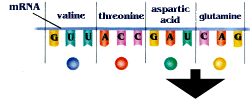 mRNA
valine threonine aspartic acid glutamine
G U U A C C G A U C A G